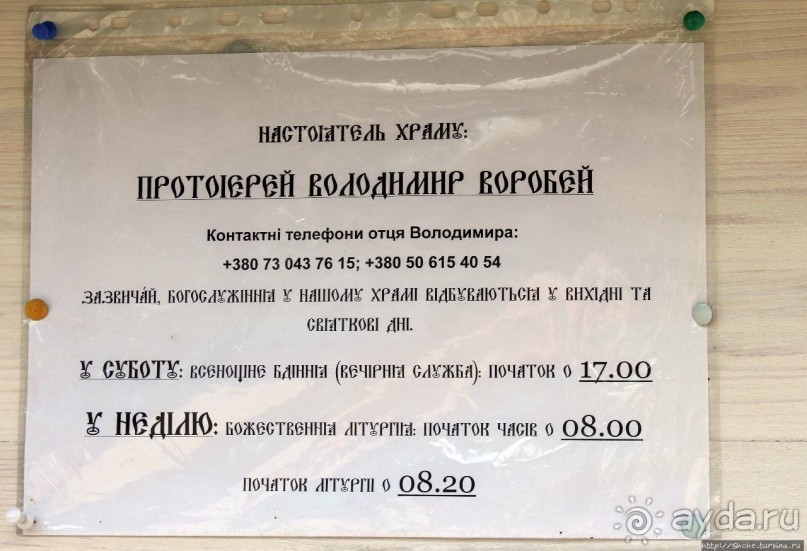 НАСТОЯТЕЛЬ ХРАМУ:
ПРОТОІЄРЕЙ ВОЛОДИМИР ВОРОБЕЙ
Контактні телефони отця Володимира:
+380 73 043 76 15; +380 50 615 40 54
ЗАЗВИЧАЙ, БОГОСЛУЖІННЯ У НАШОМУ ХРАМІ ВІДБУВАЮТЬСЯ У ВИХІДНІ ТА
СВЯТКОВІ ДНІ.
У СУБОТУ: ВСЕНОЩНЕ БДІННЯ (ВЕЧІРНЯ СЛУЖБА): ПОЧАТОК О 17.00
У НЕДІЛЮ: БОЖЕСТВЕННА ЛІТУРГІЯ: ПОЧАТОК ЧАСІВ О 08.00
ПОЧАТОК ЛІТУРГІЇ О 08.20
ayda.ru